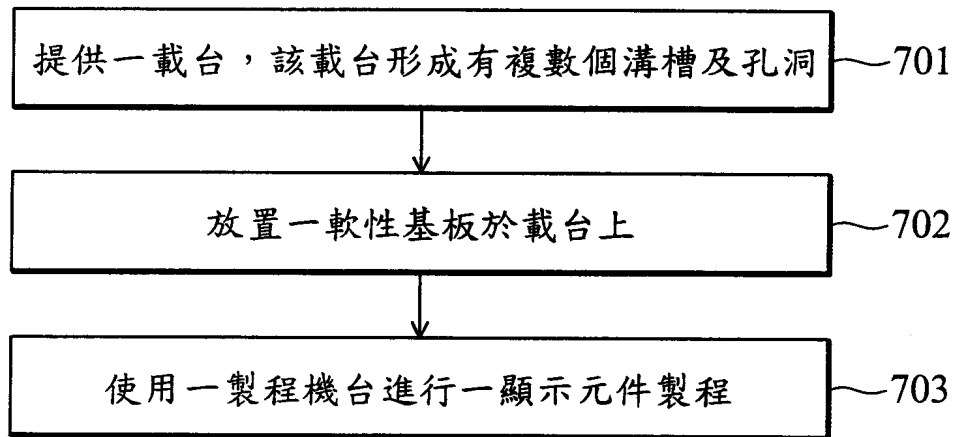 提供一載台，該載台形成有複數個溝槽及孔洞 701
放置一軟性基板於載台上 702
使用一製程機台進行一顯示元件製程 703